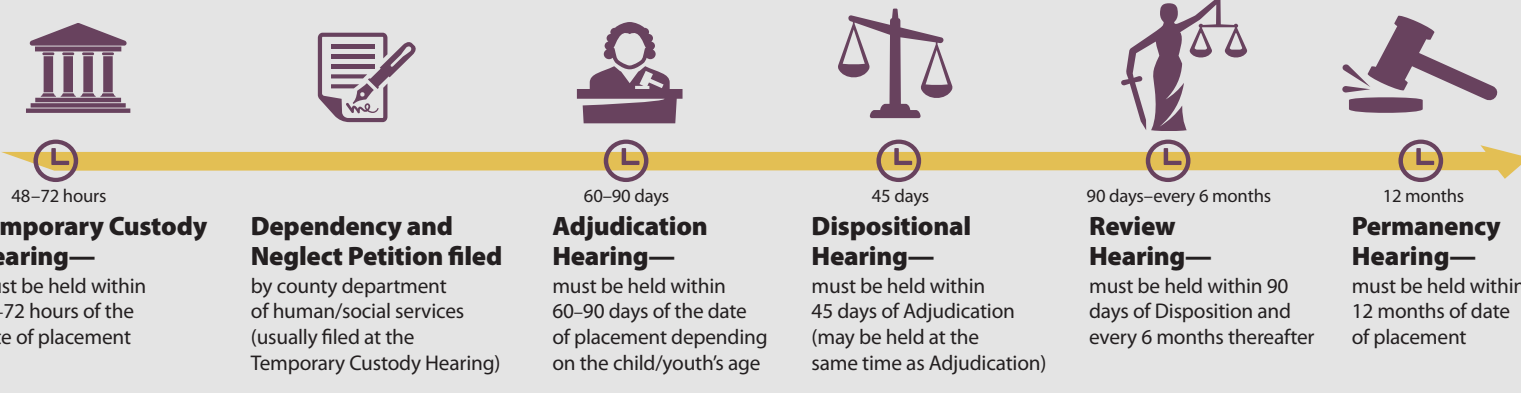 48–72 hours
mporary Custody
earing—
ust be held within
–72 hours of the
te of placement
Dependency and
Neglect Petition filed
by county department
of human/social services
(usually filed at the
Temporary Custody Hearing)
60–90 days
Adjudication
Hearing—
must be held within
60–90 days of the date
of placement depending
on the child/youth’s age
45 days
Dispositional
Hearing—
must be held within
45 days of Adjudication
(may be held at the
same time as Adjudication)
90 days–every 6 months
Review
Hearing—
must be held within 90
days of Disposition and
every 6 months thereafter
12 months
Permanency
Hearing—
must be held within
12 months of date
of placement